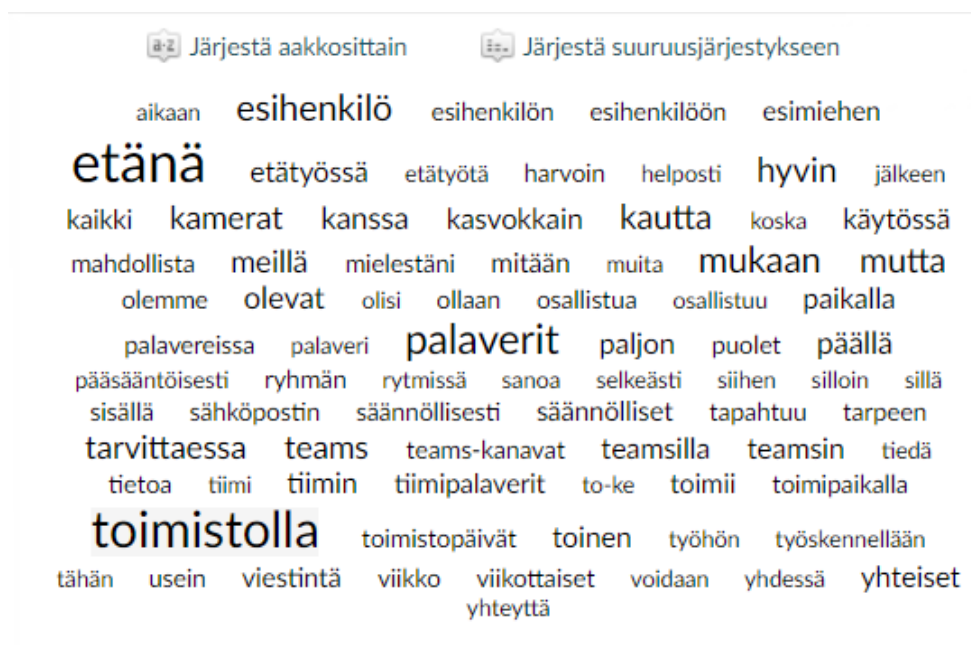 a-z Järjestä aakkosittain Järjestä suuruusjärjestykseen
aikaan esihenkilö esihenkilön esihenkilöön esimiehen
etänä etätyössä etätyötä harvoin helposti hyvin jälkeen
kaikki kamerat kanssa kasvokkain kautta koska käytössä
mahdollista meillä mielestäni mitään muita mukaan mutta
olemme olevat olisi ollaan osallistua osallistuu paikalla
palavereissa palaveri palaverit paljon puolet päällä
pääsääntöisesti ryhmän rytmissä sanoa selkeästi siihen silloin sillä
sisällä sähköpostin säännöllisesti säännölliset tapahtuu tarpeen
tarvittaessa teams teams-kanavat teamsilla teamsin tiedä
tietoa tiimi tiimin tiimipalaverit to-ke toimii toimipaikalla
toimistolla toimistopäivät toinen työhön työskennellään
tähän usein viestintä viikko viikottaiset voidaan yhdessä yhteiset
yhteyttä